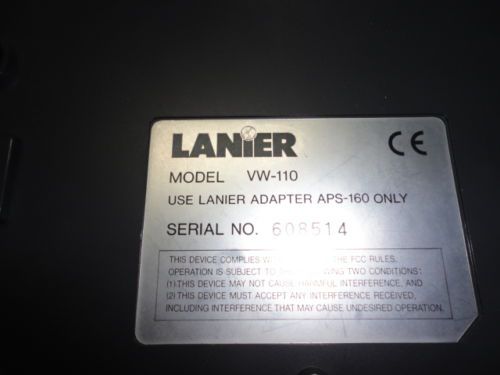 LANIER
CE
MODEL VW-110
USE LANIER ADAPTER APS-160 ONLY
SERIAL NO. 608514
THIS DEVICE COMPLIES THE FCC RULES.
OPERATION IS SUBJECT TO TWO CONDITIONS:
(1) THIS DEVICE MAY NOT CAUSE HARMFUL INTERFERENCE, AND
(2) THIS DEVICE MUST ACCEPT ANY INTERFERENCE RECEIVED,
INCLUDING INTERFERENCE THAT MAY CAUSE UNDESIRED OPERATION.